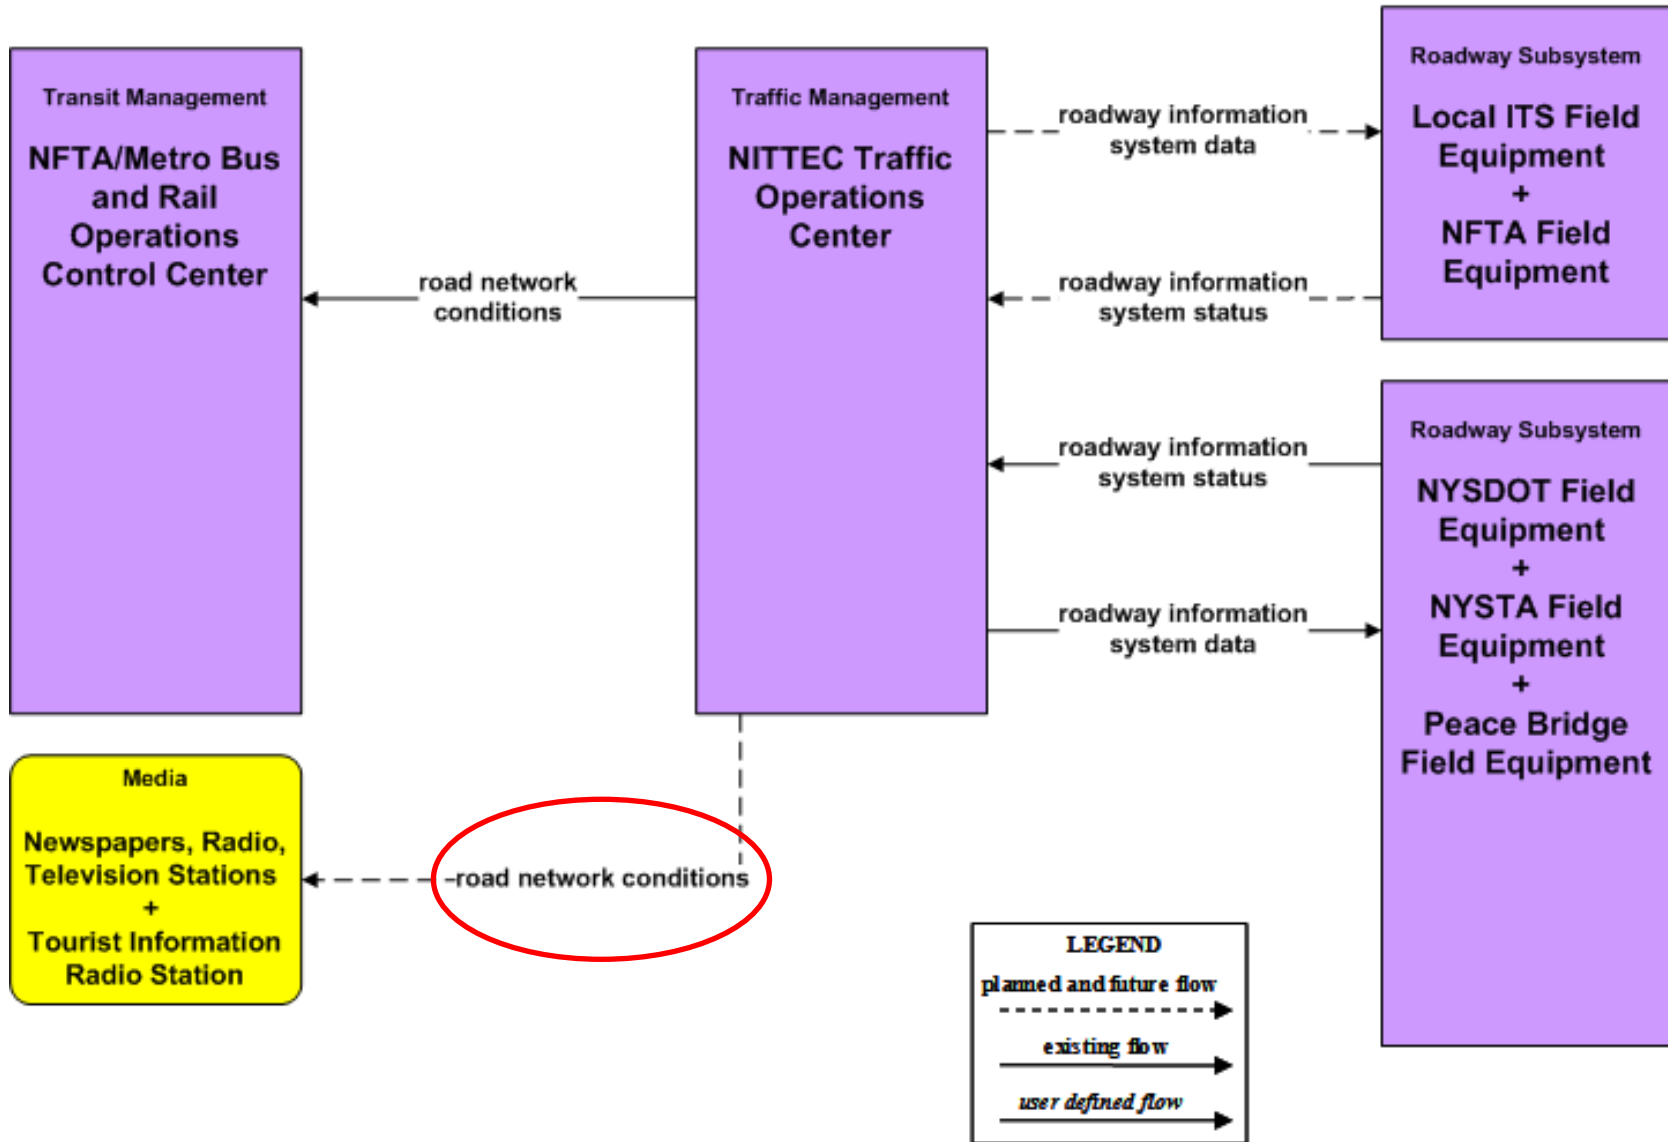 Transit Management
NFTA/Metro Bus
and Rail
Operations
Control Center
road network
conditions
Traffic Management
NITTEC Traffic
Operations
Center
roadway information
system data
roadway information
system status
roadway information
system status
roadway information
system data
Roadway Subsystem
Local ITS Field
Equipment
+
NFTA Field
Equipment
Roadway Subsystem
NYSDOT Field
Equipment
+
NYSTA Field
Equipment
+
Peace Bridge
Field Equipment
Media
Newspapers, Radio,
Television Stations
+
Tourist Information
Radio Station
road network conditions
LEGEND
planned and future flow
existing flow
user defined flow